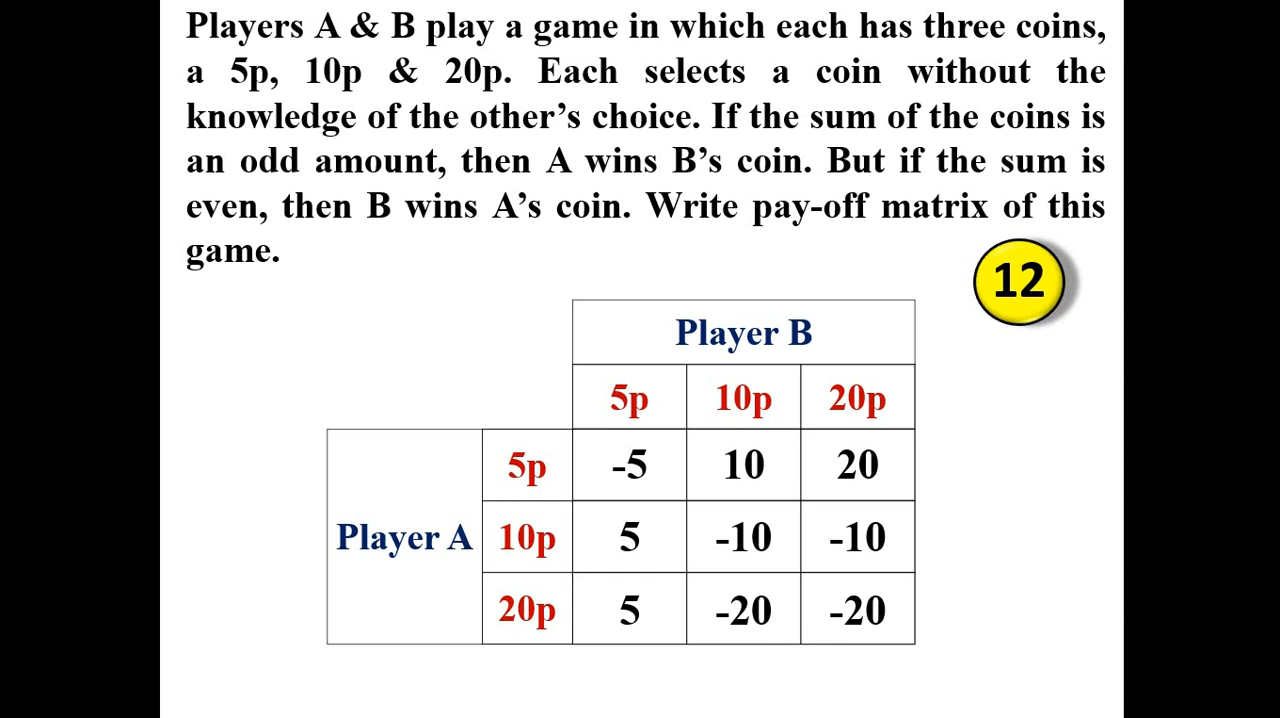 Players A & B play a game in which each has three coins,
a 5p, 10p & 20p. Each selects a coin without the
knowledge of the other’s choice. If the sum of the coins is
an odd amount, then A wins B’s coin. But if the sum is
even, then B wins A’s coin. Write pay-off matrix of this
game.
12
Player B
5p 10p 20p
5p -5 10 20
Player A 10p 5 -10 -10
20p 5 -20 -20